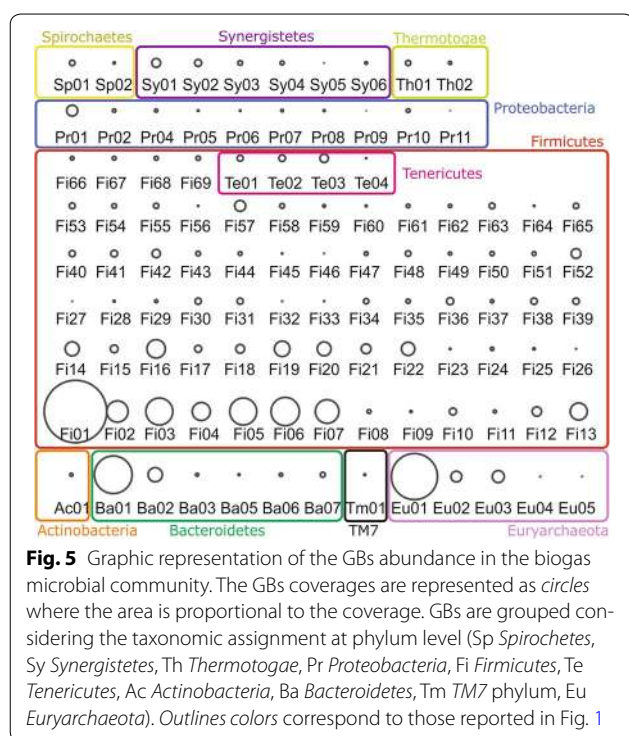 Spirochaetes Synergistetes Thermotogae
Sp01 Sp02 Sy01 Sy02 Sy03 Sy04 Sy05 Sy06 Th01 Th02
Proteobacteria
Pr01 Pr02 Pr04 Pr05 Pr06 Pr07 Pr08 Pr09 Pr10 Pr11
Firmicutes
Fi66 Fi67 Fi68 Fi69 Te01 Te02 Te03 Te04 Tenericutes
Fi53 Fi54 Fi55 Fi56 Fi57 Fi58 Fi59 Fi60 Fi61 Fi62 Fi63 Fi64 Fi65
Fi40 Fi41 Fi42 Fi43 Fi44 Fi45 Fi46 Fi47 Fi48 Fi49 Fi50 Fi51 Fi52
Fi27 Fi28 Fi29 Fi30 Fi31 Fi32 Fi33 Fi34 Fi35 Fi36 Fi37 Fi38 Fi39
Fi14 Fi15 Fi16 Fi17 Fi18 Fi19 Fi20 Fi21 Fi22 Fi23 Fi24 Fi25 Fi26
Fi01 Fi02 Fi03 Fi04 Fi05 Fi06 Fi07 Fi08 Fi09 Fi10 Fi11 Fi12 Fi13
Ac01 Ba01 Ba02 Ba03 Ba05 Ba06 Ba07 Tm01 Eu01 Eu02 Eu03 Eu04 Eu05
Actinobacteria Bacteroidetes TM7 Euryarchaeota
Fig. 5 Graphic representation of the GBs abundance in the biogas
microbial community. The GBs coverages are represented as circles
where the area is proportional to the coverage. GBs are grouped con-
sidering the taxonomic assignment at phylum level (Sp Spirochetes,
Sy Synergistetes, Th Thermotogae, Pr Proteobacteria, Fi Firmicutes, Te
Tenericutes, Ac Actinobacteria, Ba Bacteroidetes, Tm TM7 phylum, Eu
Euryarchaeota). Outlines colors correspond to those reported in Fig. 1